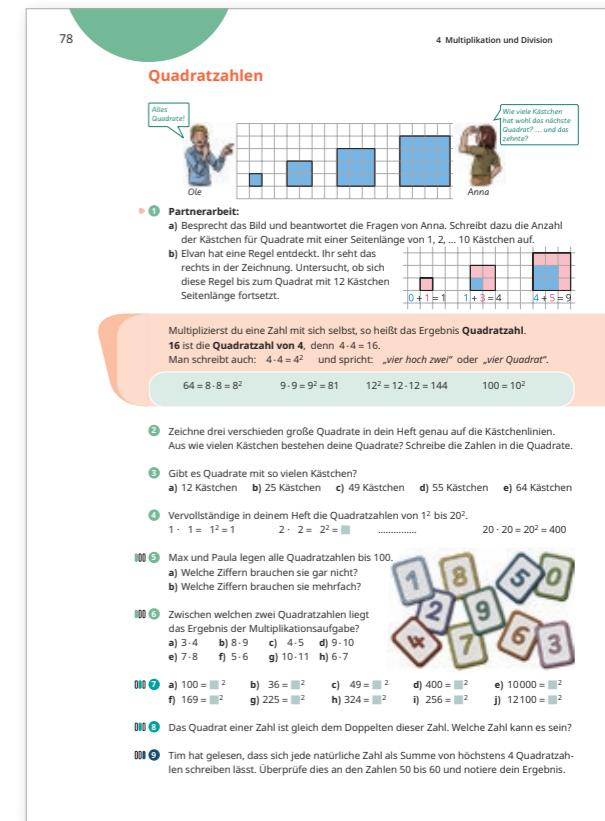 78
4 Multiplikation und Division
Quadratzahlen
Alles
Quadrate!
Wie viele Kästchen
hat wohl das nächste
Quadrat? ... und das
zehnte?
Ole
Anna
1 Partnerarbeit:
a) Besprecht das Bild und beantwortet die Fragen von Anna. Schreibt dazu die Anzahl
der Kästchen für Quadrate mit einer Seitenlänge von 1, 2, ... 10 Kästchen auf.
b) Elvan hat eine Regel entdeckt. Ihr seht das
rechts in der Zeichnung. Untersucht, ob sich
diese Regel bis zum Quadrat mit 12 Kästchen
Seitenlänge fortsetzt.
0 + 1 = 1 1 + 3 = 4 4 + 5 = 9
Multiplizierst du eine Zahl mit sich selbst, so heißt das Ergebnis Quadratzahl.
16 ist die Quadratzahl von 4, denn 4 · 4 = 16.
Man schreibt auch: 4 · 4 = 4² und spricht: „vier hoch zwei" oder „vier Quadrat".
64 = 8 · 8 = 8² 9 · 9 = 9² = 81 12² = 12 · 12 = 144 100 = 10²
2 Zeichne drei verschieden große Quadrate in dein Heft genau auf die Kästchenlinien.
Aus wie vielen Kästchen bestehen deine Quadrate? Schreibe die Zahlen in die Quadrate.
3 Gibt es Quadrate mit so vielen Kästchen?
a) 12 Kästchen b) 25 Kästchen c) 49 Kästchen d) 55 Kästchen e) 64 Kästchen
4 Vervollständige in deinem Heft die Quadratzahlen von 1² bis 20².
1 · 1 = 1² = 1 2 · 2 = 2² = ............... 20 · 20 = 20² = 400
5 Max und Paula legen alle Quadratzahlen bis 100.
a) Welche Ziffern brauchen sie gar nicht?
b) Welche Ziffern brauchen sie mehrfach?
1 8 5 0
2 9
4 7 6 3
6 Zwischen welchen zwei Quadratzahlen liegt
das Ergebnis der Multiplikationsaufgabe?
a) 3 · 4 b) 8 · 9 c) 4 · 5 d) 9 · 10
e) 7 · 8 f) 5 · 6 g) 10 · 11 h) 6 · 7
7 a) 100 = ² b) 36 = ² c) 49 = ² d) 400 = ² e) 10 000 = ²
f) 169 = ² g) 225 = ² h) 324 = ² i) 256 = ² j) 12 100 = ²
8 Das Quadrat einer Zahl ist gleich dem Doppelten dieser Zahl. Welche Zahl kann es sein?
9 Tim hat gelesen, dass sich jede natürliche Zahl als Summe von höchstens 4 Quadratzah-
len schreiben lässt. Überprüfe dies an den Zahlen 50 bis 60 und notiere dein Ergebnis.